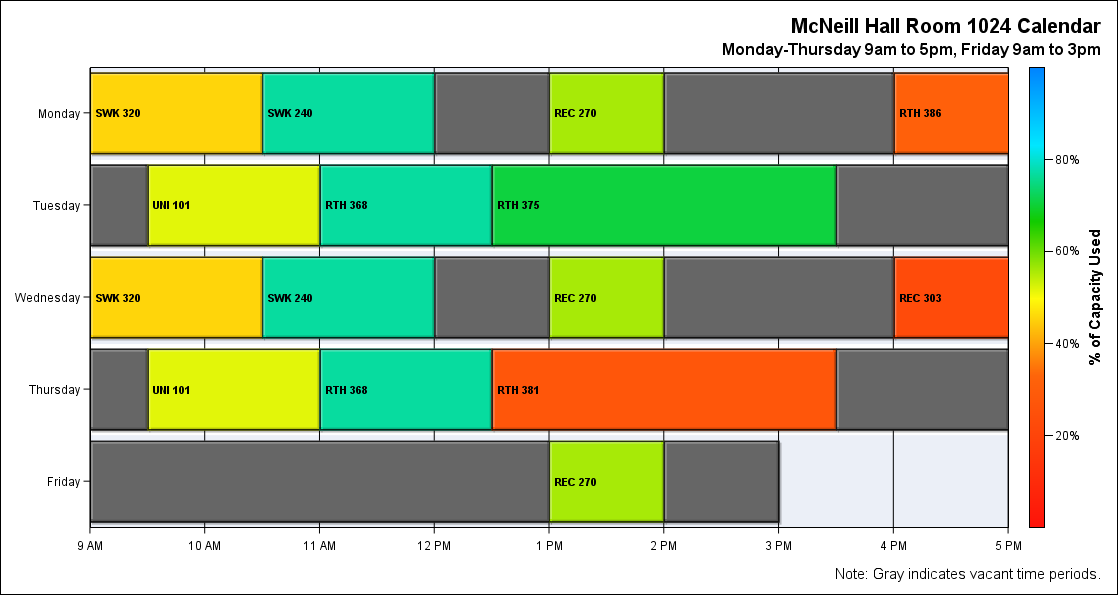 McNeill Hall Room 1024 Calendar
Monday-Thursday 9am to 5pm, Friday 9am to 3pm
Monday
SWK 320
SWK 240
REC 270
RTH 386
Tuesday
UNI 101
RTH 368
RTH 375
Wednesday
SWK 320
SWK 240
REC 270
REC 303
Thursday
UNI 101
RTH 368
RTH 381
Friday
REC 270
9 AM
10 AM
11 AM
12 PM
1 PM
2 PM
3 PM
4 PM
5 PM
80%
60%
40%
20%
% of Capacity Used
Note: Gray indicates vacant time periods.